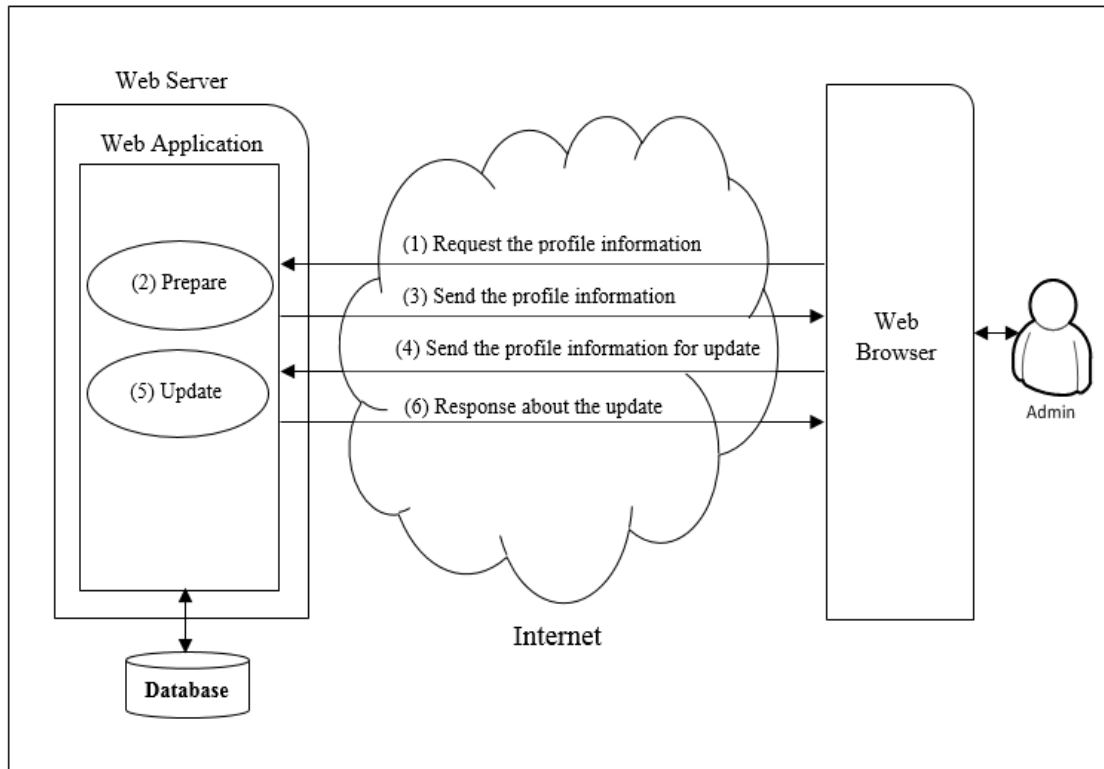 Web Server
Web Application
(1) Request the profile information
(2) Prepare
(3) Send the profile information
(4) Send the profile information for update
(5) Update
(6) Response about the update
Web
Browser
Admin
Internet
Database